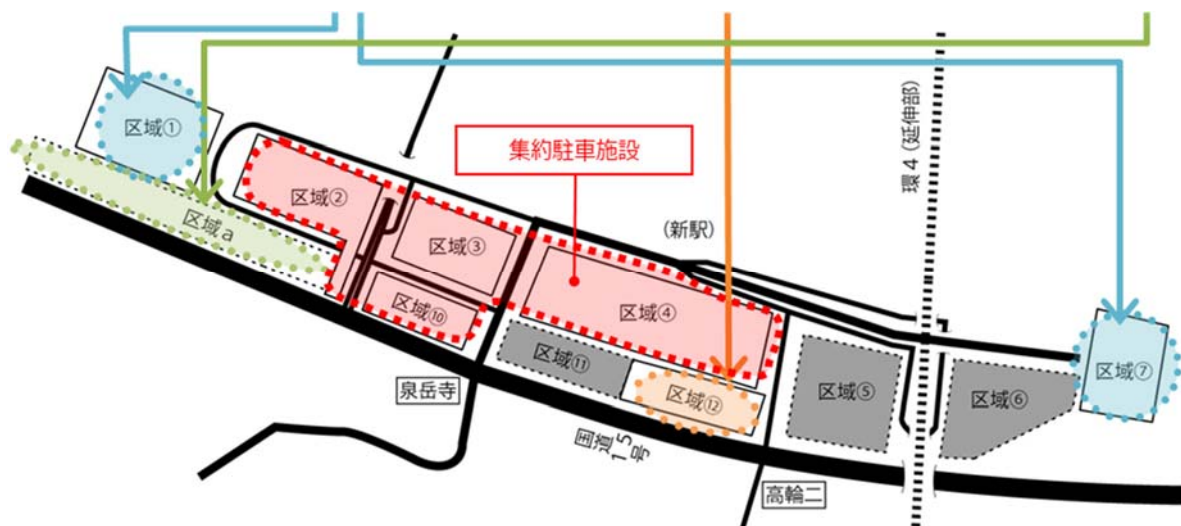 区域①
区域②
集約駐車施設
環4(延伸部)
区域a
区域③
(新駅)
区域⑩
区域④
区域⑦
区域⑪
区域⑤
区域⑥
泉岳寺
区域⑫
国道15号
高輪二